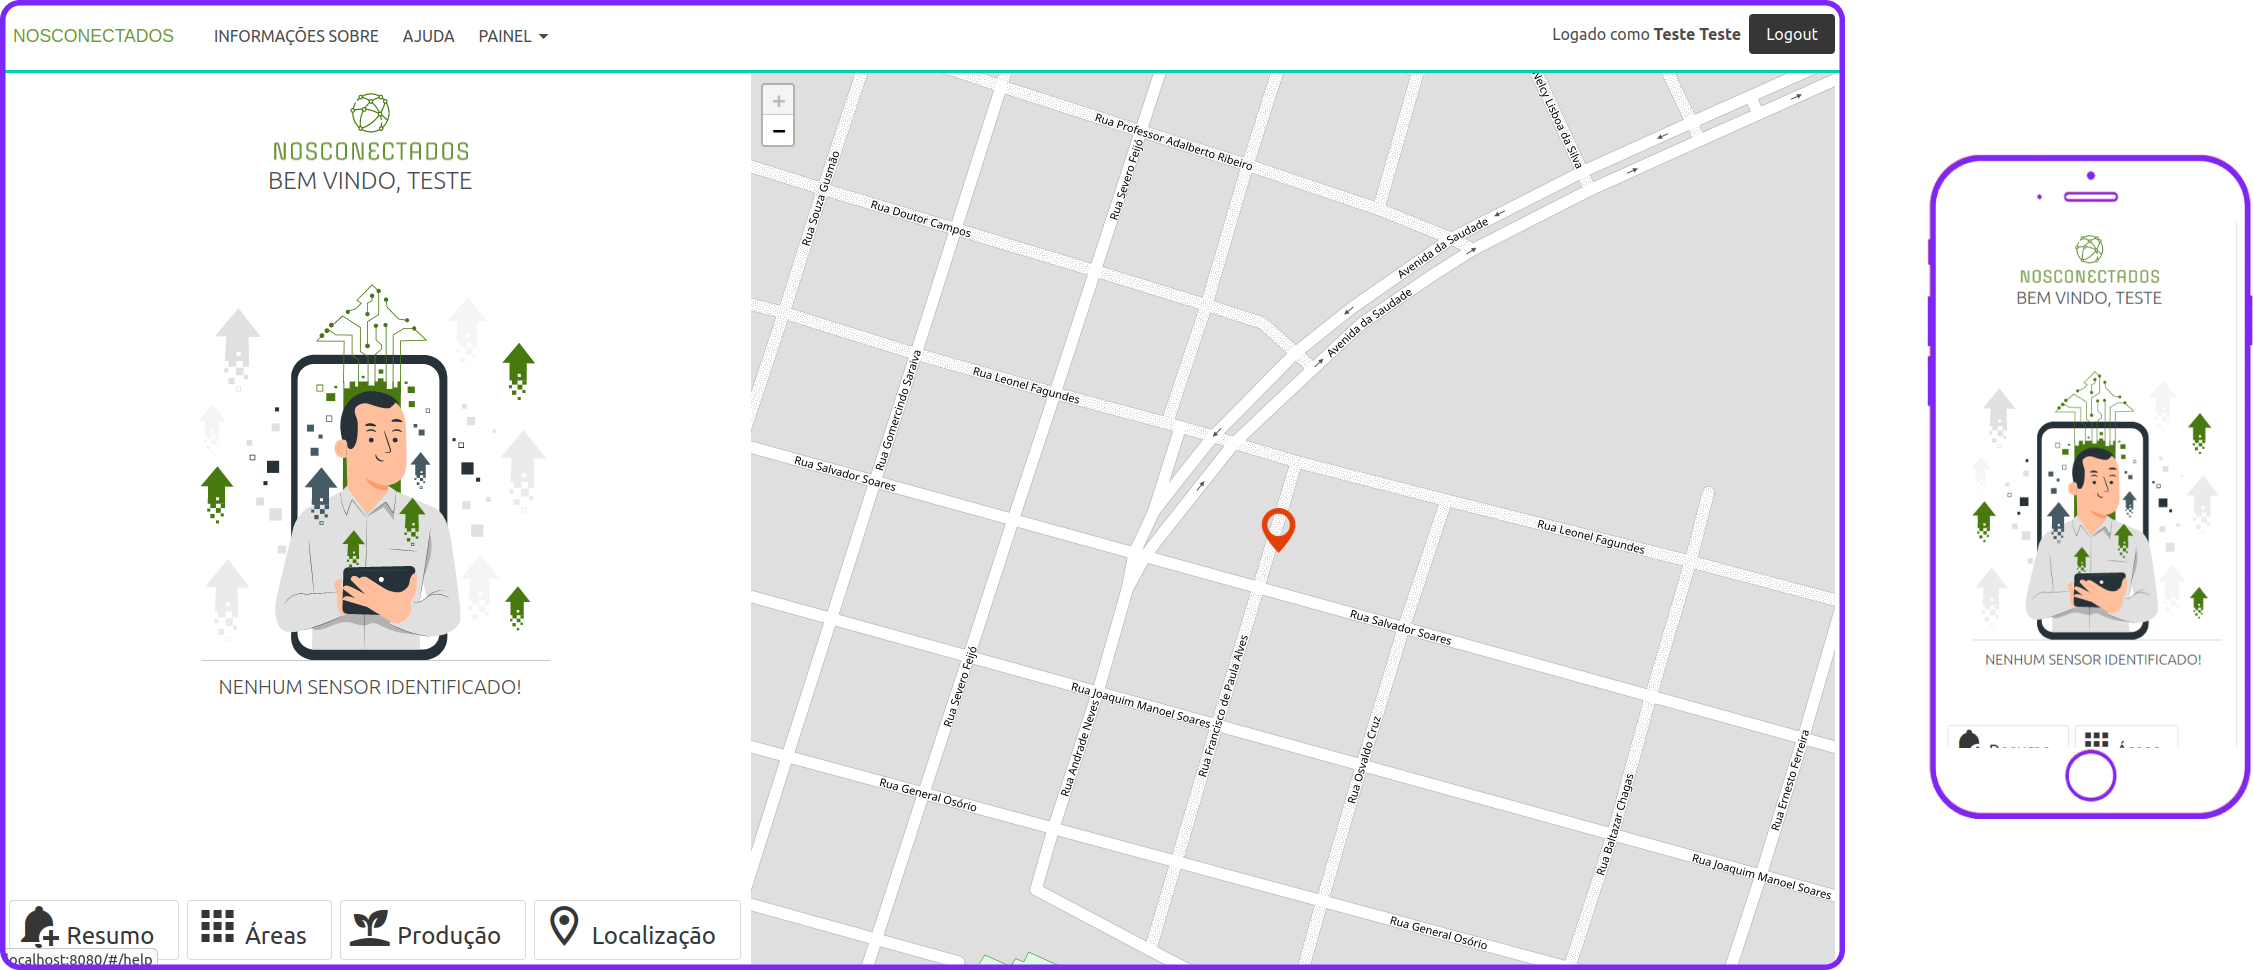 NOSCONECTADOS INFORMAÇÕES SOBRE AJUDA PAINEL
Logado como Teste Teste Logout
NOSCONECTADOS
BEM VINDO, TESTE
NENHUM SENSOR IDENTIFICADO!
Resumo Áreas Produção Localização
localhost:8080/#/help
+
−
Rua Professor Adalberto Ribeiro
Neicy Lisboa da Silva
Rua Souza Gusmão
Rua Severo Feijó
Rua Doutor Campos
Avenida da Saudade
Avenida da Saudade
Rua Leonel Fagundes
Rua Gomercindo Saraiva
Rua Salvador Soares
Rua Leonel Fagundes
Rua Salvador Soares
Rua Severo Feijó
Rua Joaquim Manoel Soares
Rua Andrade Neves
Rua Francisco de Paula Alves
Rua Osvaldo Cruz
Rua Baltazar Chagas
Rua Ernesto Ferreira
Rua General Osório
Rua Joaquim Manoel Soares
Rua General Osório
NOSCONECTADOS
BEM VINDO, TESTE
NENHUM SENSOR IDENTIFICADO!
Resumo Áreas